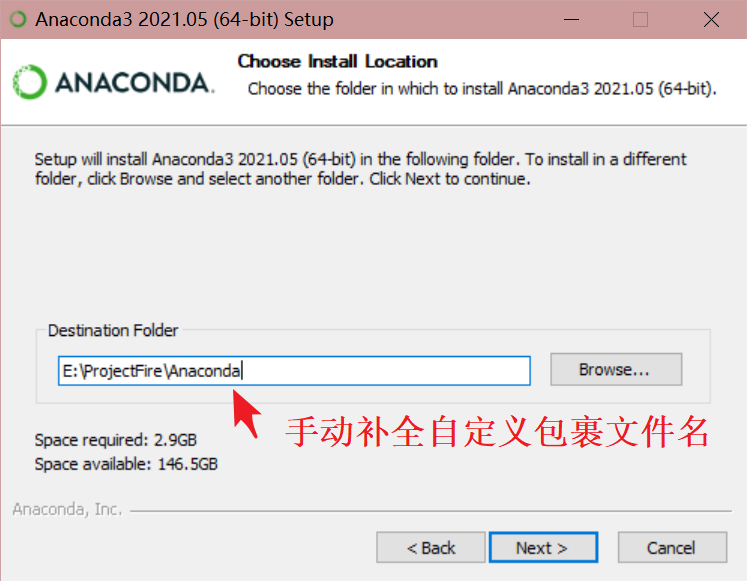 Anaconda3 2021.05 (64-bit) Setup
ANACONDA.
Choose Install Location
Choose the folder in which to install Anaconda3 2021.05 (64-bit).
Setup will install Anaconda3 2021.05 (64-bit) in the following folder. To install in a different
folder, click Browse and select another folder. Click Next to continue.
Destination Folder
E:\ProjectFire\Anaconda
Browse...
手动补全自定义包裹文件名
Space required: 2.9GB
Space available: 146.5GB
Anaconda, Inc.
< Back
Next >
Cancel